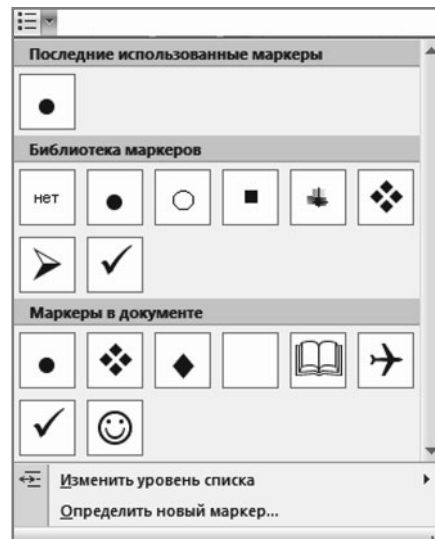 Последние использованные маркеры
Библиотека маркеров
нет
Маркеры в документе
Изменить уровень списка
Определить новый маркер...